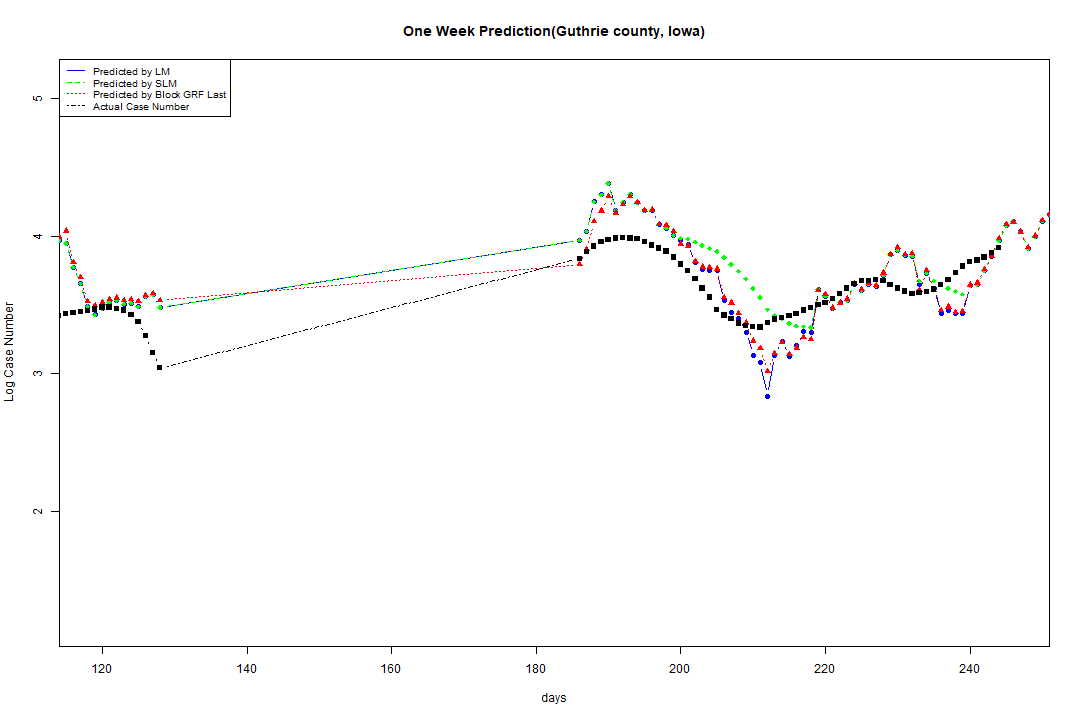 One Week Prediction(Guthrie county, Iowa)
Predicted by LM
Predicted by SLM
Predicted by Block GRF Last
Actual Case Number
5
4
3
2
Log Case Number
120 140 160 180 200 220 240
days